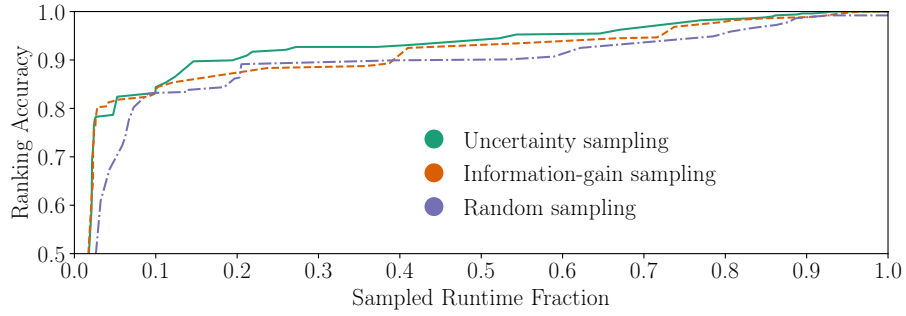 1.0
0.9
0.8
0.7
0.6
0.5
Ranking Accuracy
Uncertainty sampling
Information-gain sampling
Random sampling
0.0 0.1 0.2 0.3 0.4 0.5 0.6 0.7 0.8 0.9 1.0
Sampled Runtime Fraction